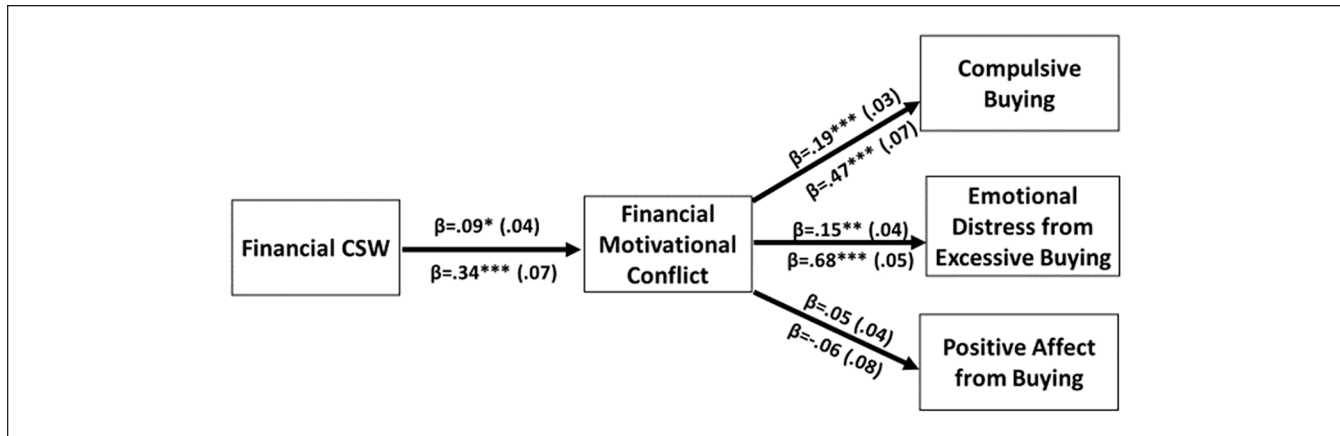 Financial CSW
β=.09* (.04)
β=.34*** (.07)
Financial
Motivational
Conflict
β=.19*** (.03)
β=.47*** (.07)
β=.15** (.04)
β=.68*** (.05)
β=.05 (.04)
β=-.06 (.08)
Compulsive
Buying
Emotional
Distress from
Excessive Buying
Positive Affect
from Buying